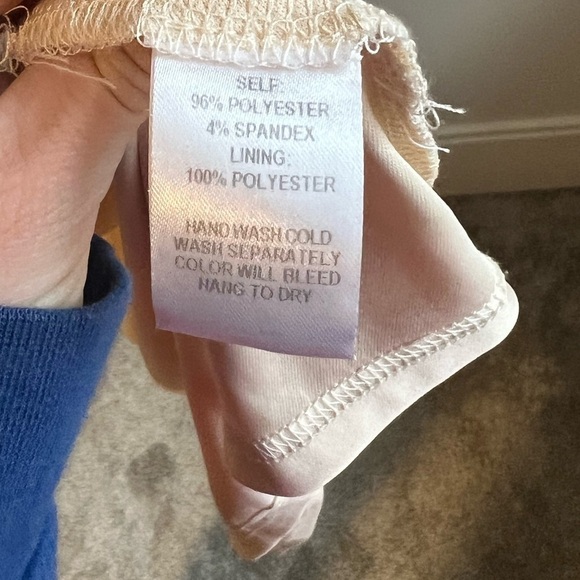 SELF:
96% POLYESTER
4% SPANDEX
LINING:
100% POLYESTER
HAND WASH COLD
WASH SEPARATELY
COLOR WILL BLEED
HANG TO DRY